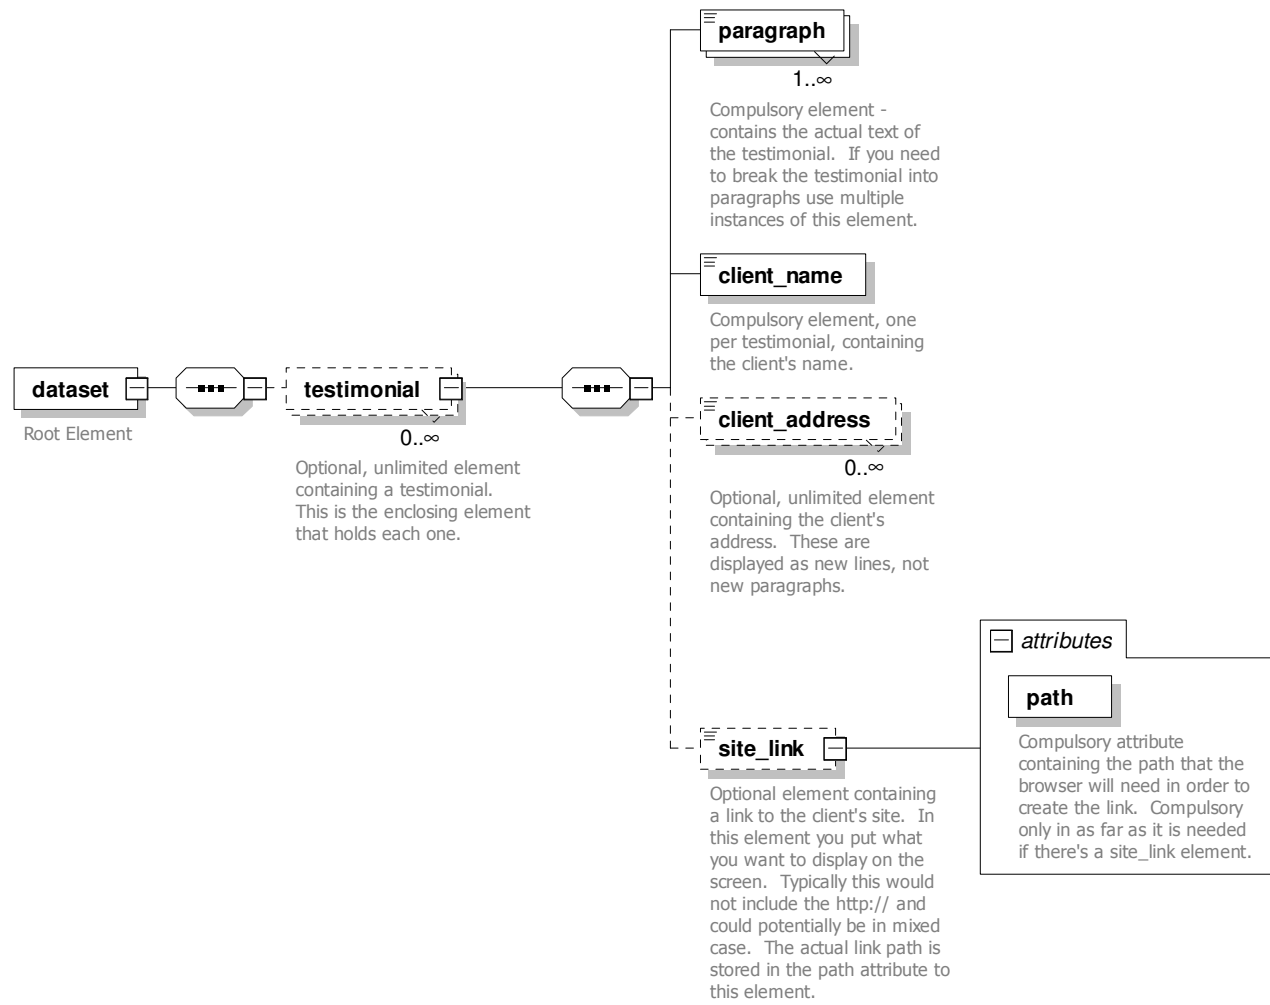 paragraph
1..∞
Compulsory element -
contains the actual text of
the testimonial.  If you need
to break the testimonial into
paragraphs use multiple
instances of this element.
client_name
Compulsory element, one
per testimonial, containing
the client's name.
dataset
Root Element
testimonial
0..∞
Optional, unlimited element
containing a testimonial.
This is the enclosing element
that holds each one.
client_address
0..∞
Optional, unlimited element
containing the client's
address.  These are
displayed as new lines, not
new paragraphs.
site_link
Optional element containing
a link to the client's site.  In
this element you put what
you want to display on the
screen.  Typically this would
not include the http:// and
could potentially be in mixed
case.  The actual link path is
stored in the path attribute to
this element.
attributes
path
Compulsory attribute
containing the path that the
browser will need in order to
create the link.  Compulsory
only in as far as it is needed
if there's a site_link element.